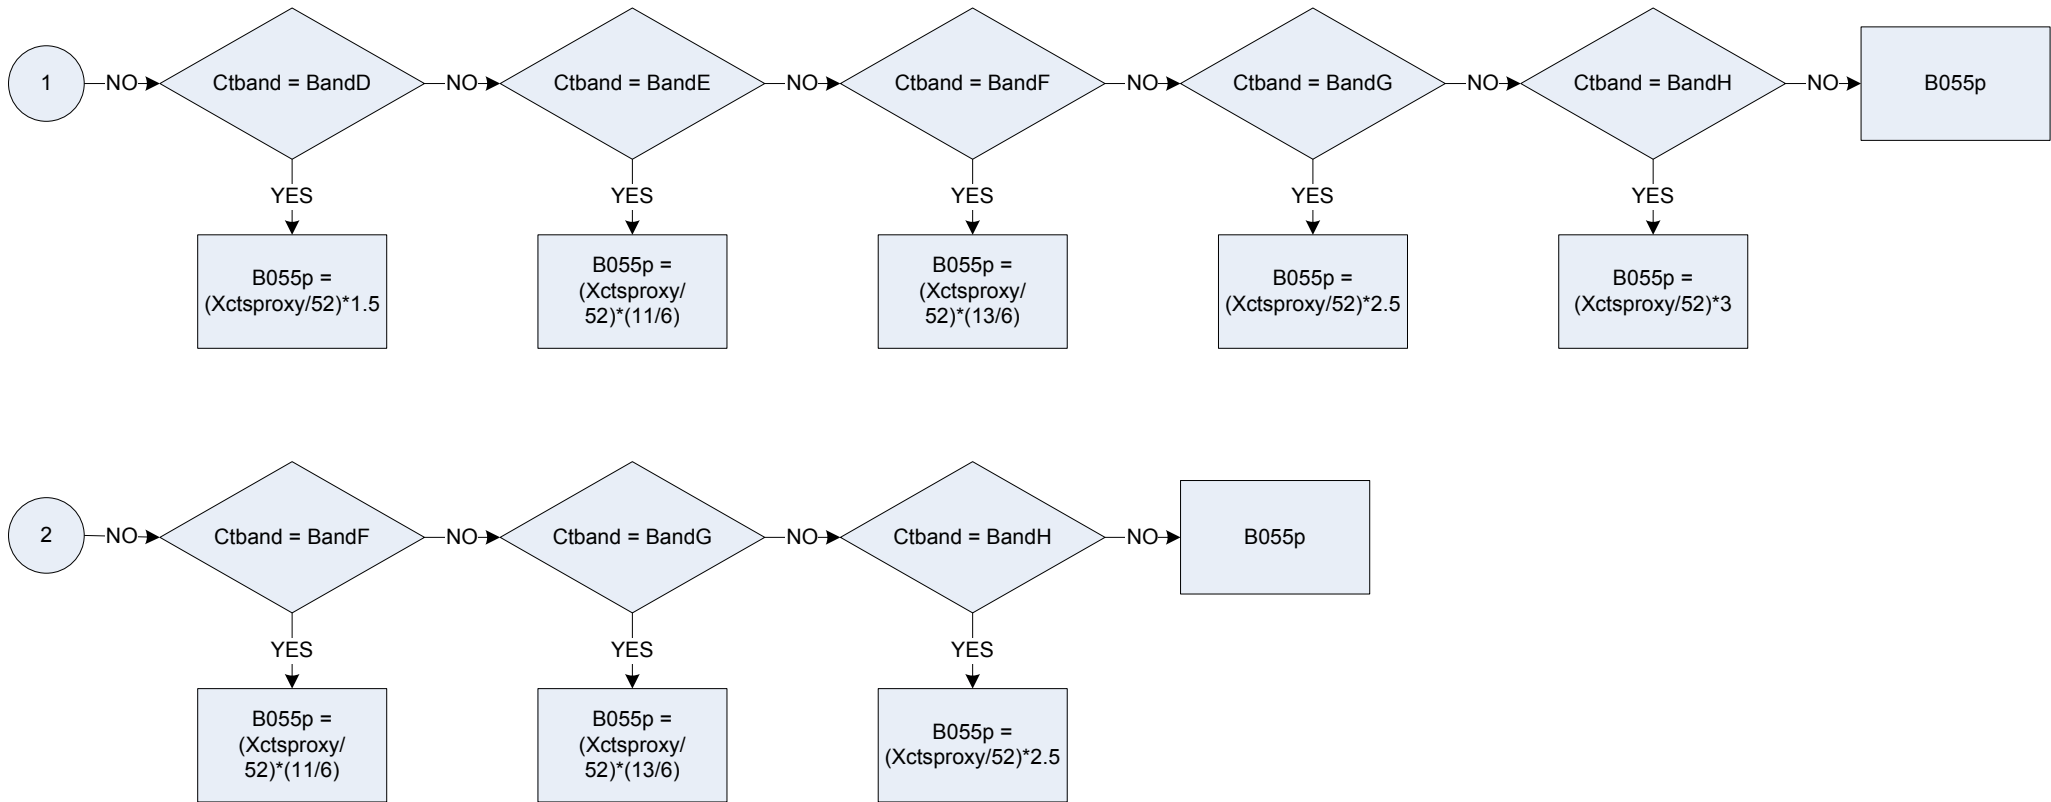 1
NO
Ctband = BandD
NO
Ctband = BandE
NO
Ctband = BandF
NO
Ctband = BandG
NO
Ctband = BandH
NO
B055p
YES
YES
YES
YES
YES
B055p =
(Xctsproxy/52)*1.5
B055p =
(Xctsproxy/
52)*(11/6)
B055p =
(Xctsproxy/
52)*(13/6)
B055p =
(Xctsproxy/52)*2.5
B055p =
(Xctsproxy/52)*3
2
NO
Ctband = BandF
NO
Ctband = BandG
NO
Ctband = BandH
NO
B055p
YES
YES
YES
B055p =
(Xctsproxy/
52)*(11/6)
B055p =
(Xctsproxy/
52)*(13/6)
B055p =
(Xctsproxy/52)*2.5